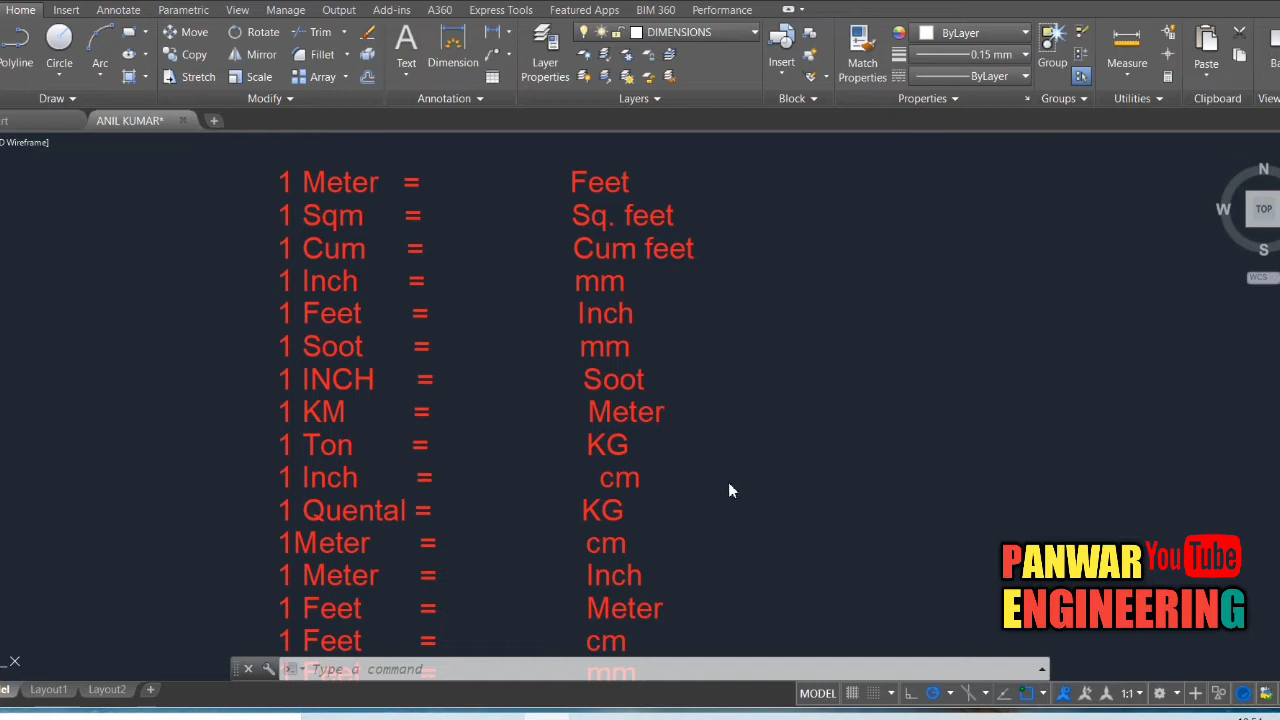 Home Insert Annotate Parametric View Manage Output Add-ins A360 Express Tools Featured Apps BIM 360 Performance
Polyline Circle Arc
Move Rotate Trim
Copy Mirror Fillet
Stretch Scale Array
Text Dimension
Layer Properties
DIMENSIONS
Insert
Match Properties
ByLayer
0.15 mm
ByLayer
Group
Measure
Paste
Draw Modify Annotation Layers Block Properties Groups Utilities Clipboard
ANIL KUMAR*
D Wireframe]
1 Meter = Feet
1 Sqm = Sq. feet
1 Cum = Cum feet
1 Inch = mm
1 Feet = Inch
1 Soot = mm
1 INCH = Soot
1 KM = Meter
1 Ton = KG
1 Inch = cm
1 Quental = KG
1Meter = cm
1 Meter = Inch
1 Feet = Meter
1 Feet = cm
1 Feet = mm
N
W TOP
S
WCS
PANWAR YouTube
ENGINEERING
Type a command
Layout1 Layout2
MODEL 1:1